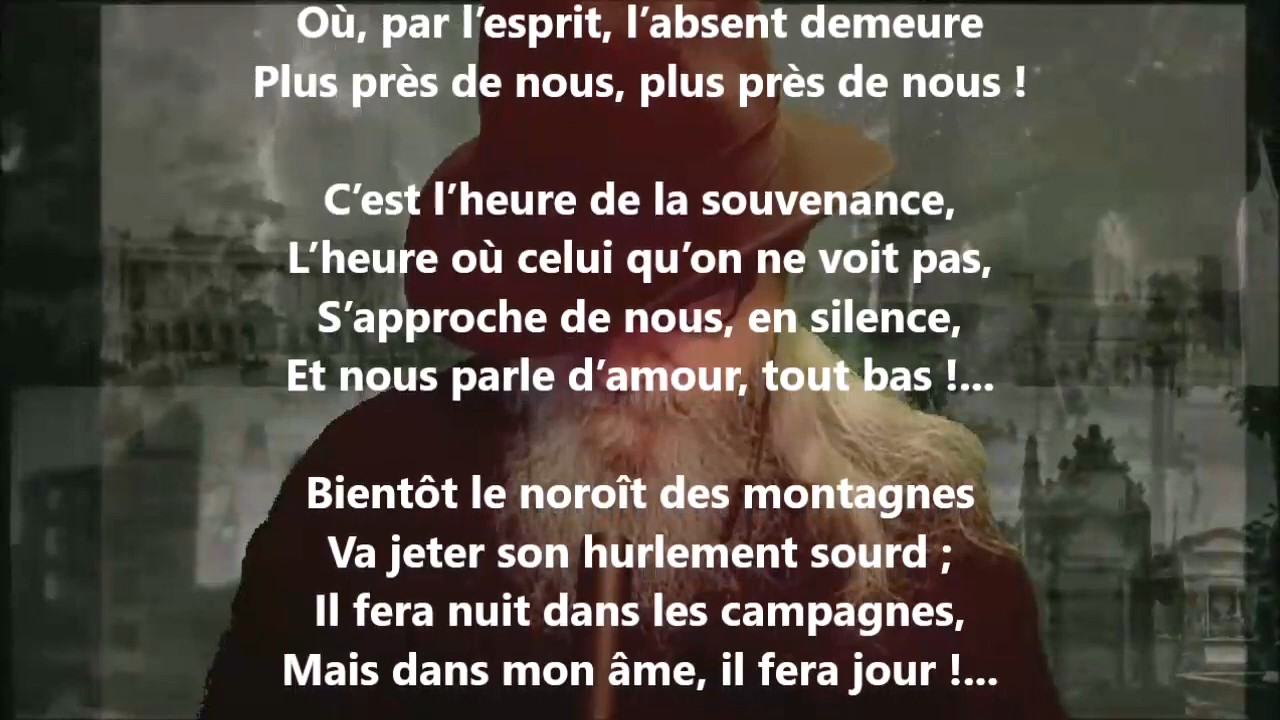 Où, par l’esprit, l’absent demeure
Plus près de nous, plus près de nous !
C’est l’heure de la souvenance,
L’heure où celui qu’on ne voit pas,
S’approche de nous, en silence,
Et nous parle d’amour, tout bas !...
Bientôt le noroît des montagnes
Va jeter son hurlement sourd ;
Il fera nuit dans les campagnes,
Mais dans mon âme, il fera jour !...